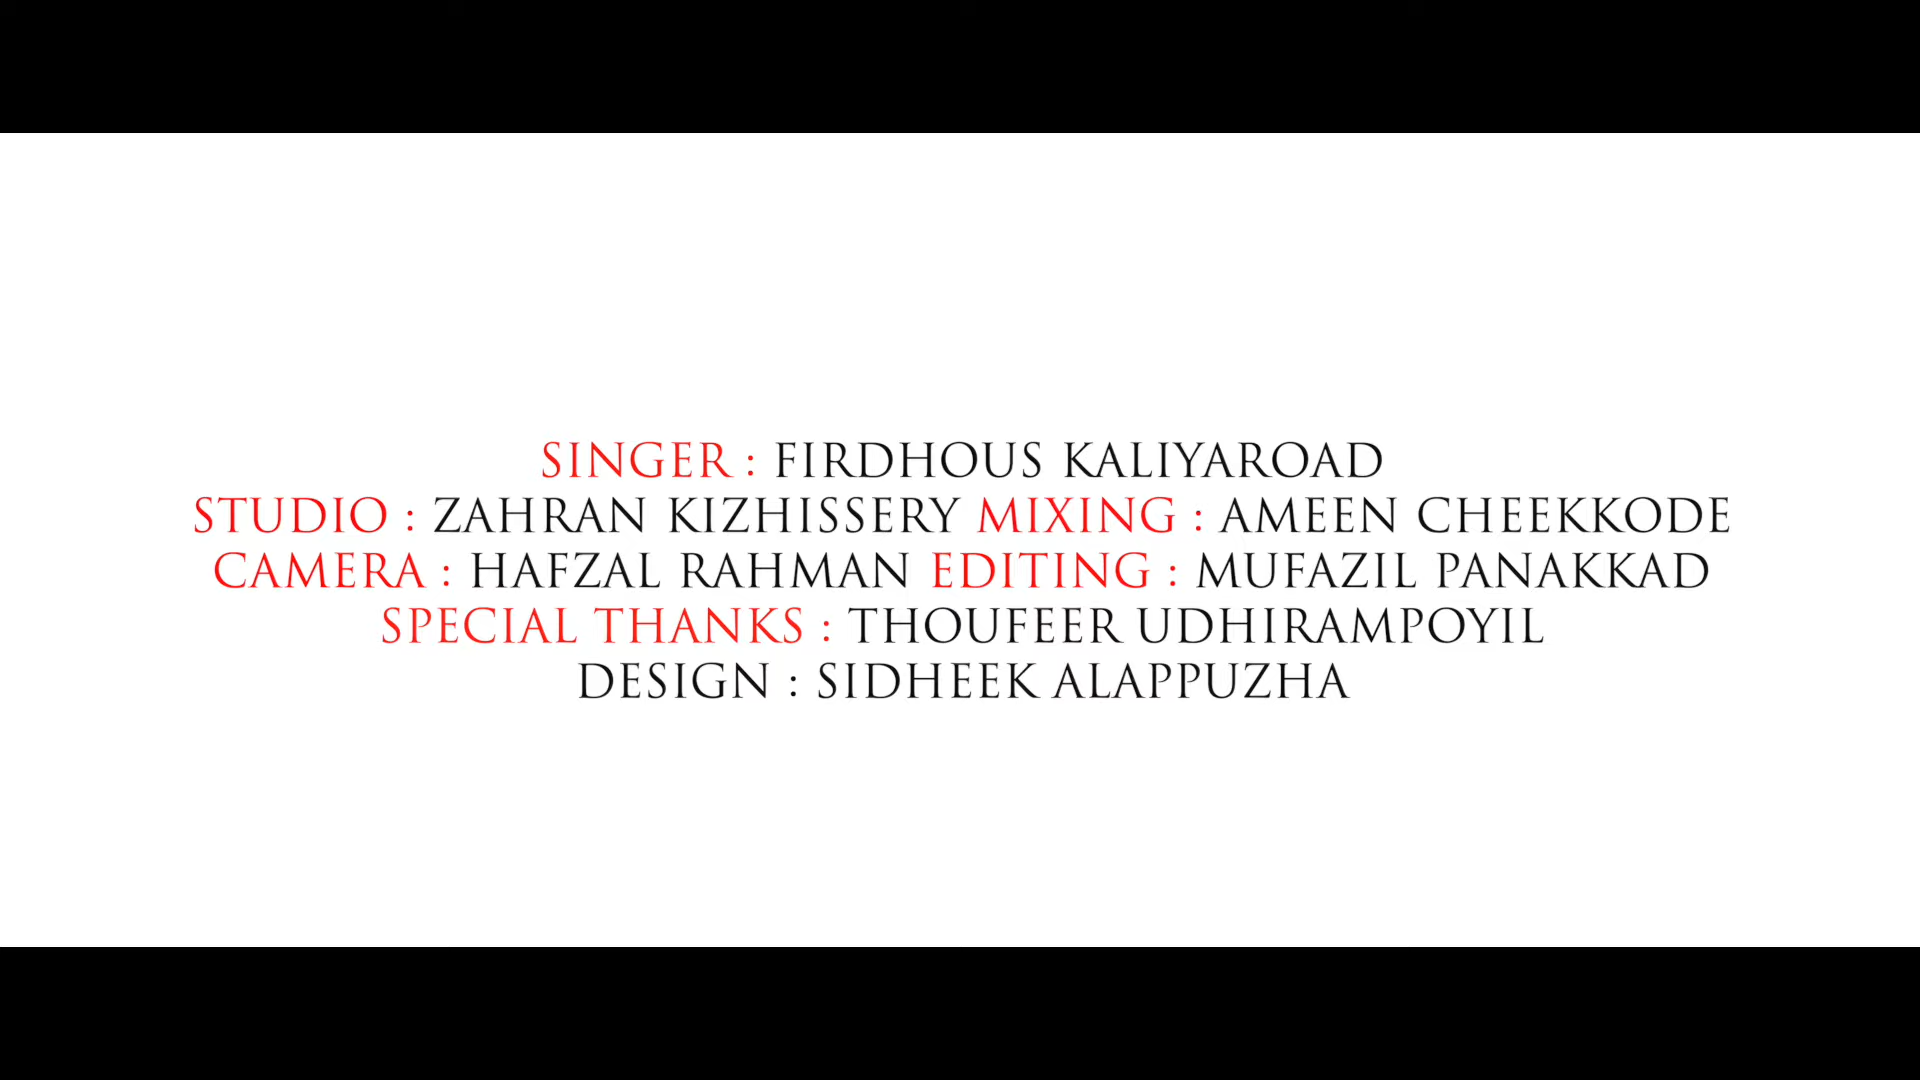 SINGER : FIRDHOUS KALIYAROAD
STUDIO : ZAHRAN KIZHISSERY MIXING : AMEEN CHEEKKODE
CAMERA : HAFZAL RAHMAN EDITING : MUFAZIL PANAKKAD
SPECIAL THANKS : THOUFEER UDHIRAMPOYIL
DESIGN : SIDHEEK ALAPPUZHA